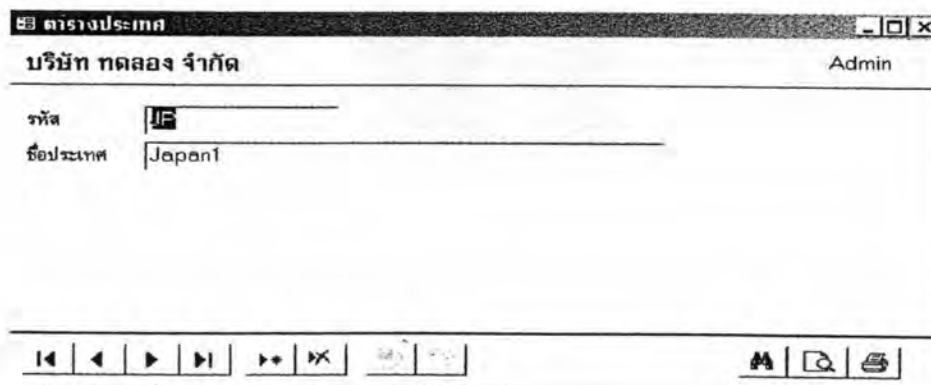 ตารางประเทศ
บริษัท ทดลอง จำกัด
Admin
รหัส
JP
ชื่อประเทศ
Japan1